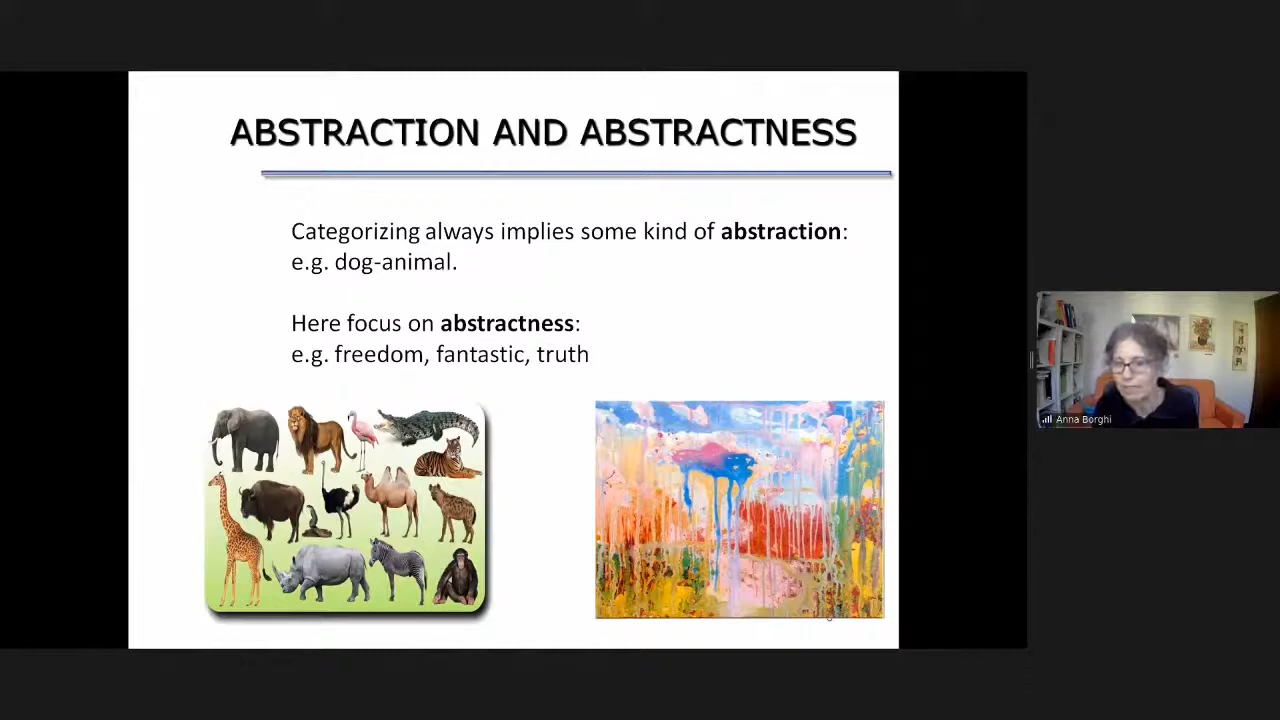 ABSTRACTION AND ABSTRACTNESS
Categorizing always implies some kind of abstraction:
e.g. dog-animal.
Here focus on abstractness:
e.g. freedom, fantastic, truth
Anna Borghi